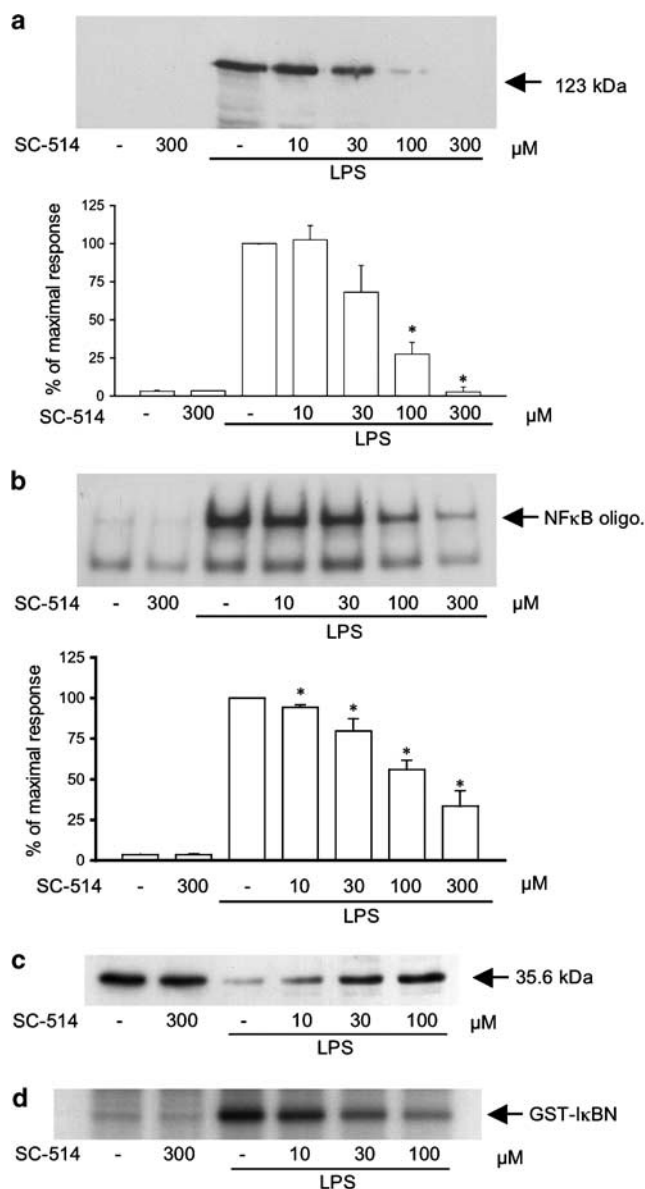 a
123 kDa
SC-514 - 300 - 10 30 100 300 µM
LPS
% of maximal response
125
100
75
50
25
0
* *
SC-514 - 300 - 10 30 100 300 µM
LPS
b
NFκB oligo.
SC-514 - 300 - 10 30 100 300 µM
LPS
% of maximal response
125
100
75
50
25
0
* * * *
SC-514 - 300 - 10 30 100 300 µM
LPS
c
35.6 kDa
SC-514 - 300 - 10 30 100 µM
LPS
d
GST-IκBN
SC-514 - 300 - 10 30 100 µM
LPS